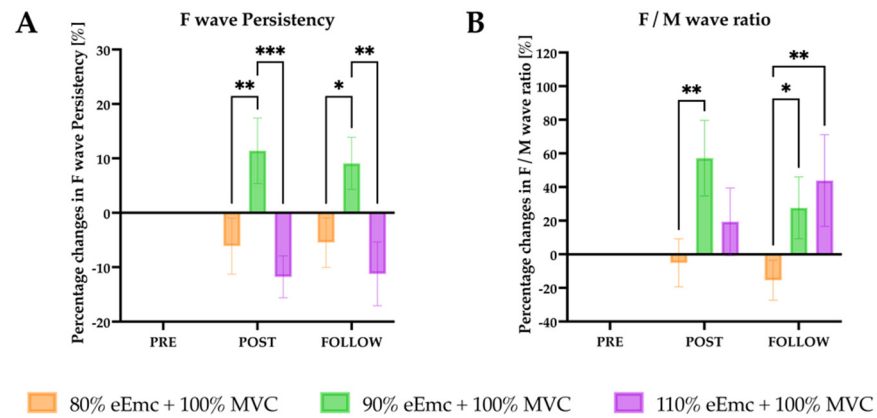 A
F wave Persistency
Percentage changes in F wave Persistency [%]
30
20
10
0
-10
-20
** *** * **
PRE POST FOLLOW
B
F / M wave ratio
Percentage changes in F / M wave ratio [%]
120
100
80
60
40
20
0
-20
-40
** * **
PRE POST FOLLOW
80% eEmc + 100% MVC 90% eEmc + 100% MVC 110% eEmc + 100% MVC